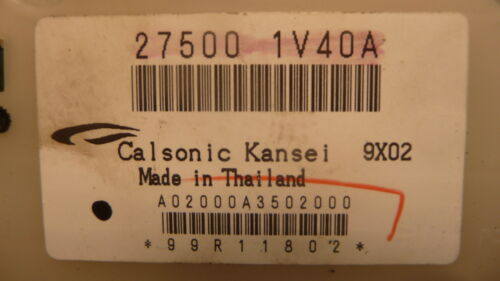 27500 1V40A
Calsonic Kansei 9X02
Made in Thailand
A02000A3502000
*99R11802*